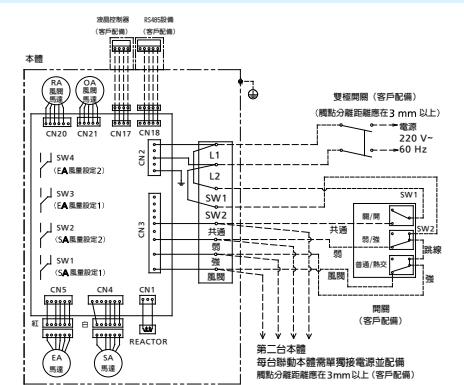 液晶控制器
（客戶配備）
RS485設備
（客戶配備）
本體
RA
風閥
馬達
OA
風閥
馬達
CN20
CN21
CN17
CN18
雙極開關（客戶配備）
（觸點分離距離應在3 mm以上）
電源
220 V~
60 Hz
SW4
（EA風量設定2）
SW3
（EA風量設定1）
SW2
（SA風量設定2）
SW1
（SA風量設定1）
CN2
CN3
L1
L2
SW1
SW2
共通
弱
強
風閥
SW1
開/關
SW2
共通
弱/強
跳線
弱
普通/熱交
風閥
強
開關
（客戶配備）
CN5
CN4
CN1
紅
白
REACTOR
EA
馬達
SA
馬達
第二台本體
每台聯動本體需單獨接電源並配備
觸點分離距離應在3mm以上（客戶配備）